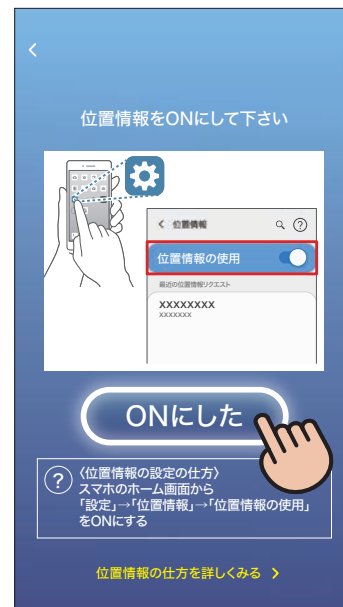 位置情報をONにして下さい
位置情報
位置情報の使用
最近の位置情報リクエスト
XXXXXXXX
XXXXXXX
ONにした
〈位置情報の設定の仕方〉
スマホのホーム画面から
「設定」→「位置情報」→「位置情報の使用」
をONにする
位置情報の仕方を詳しくみる